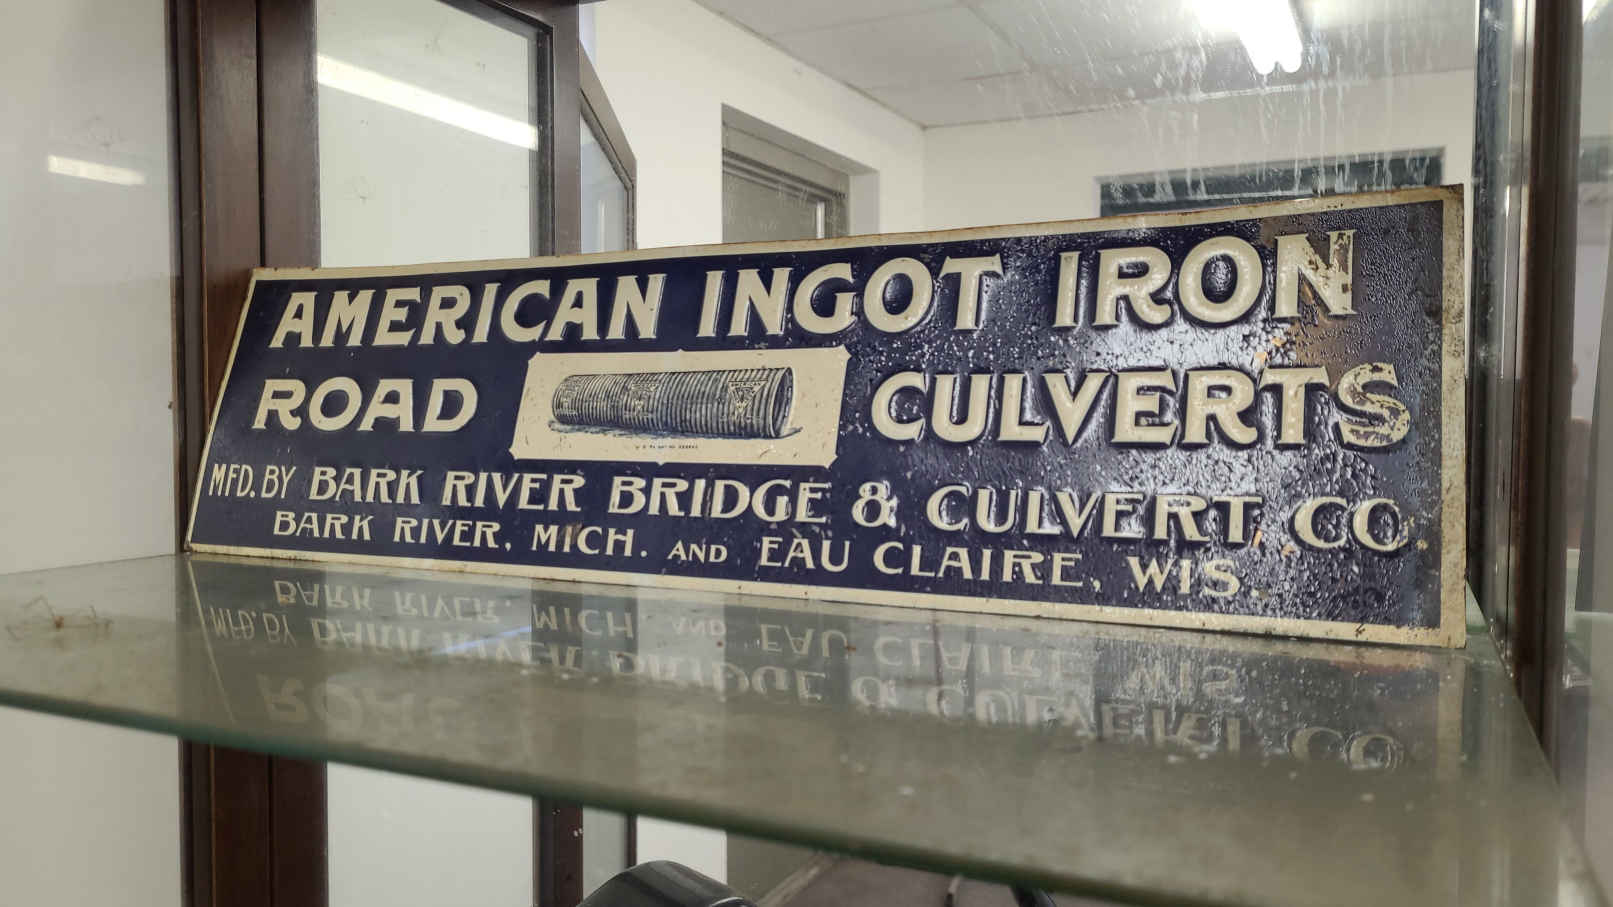 AMERICAN INGOT IRON
ROAD CULVERTS
MFD. BY BARK RIVER BRIDGE & CULVERT CO
BARK RIVER, MICH. AND EAU CLAIRE, WIS.